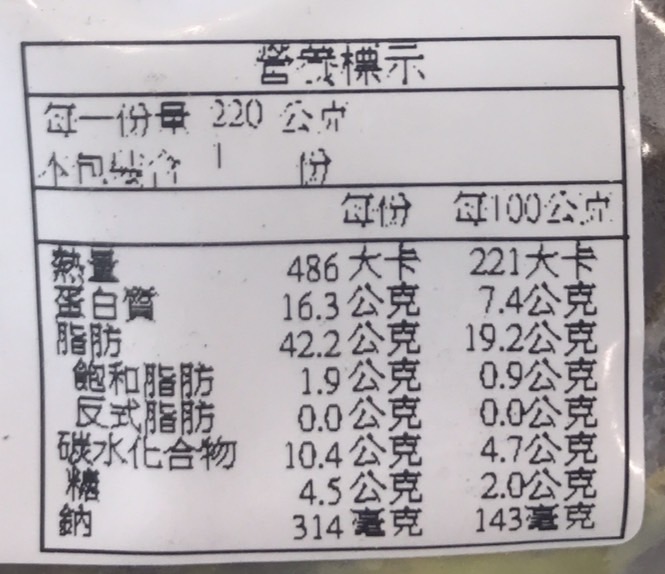 營養標示
每一份量 220 公克
本包裝含 1 份
每份 每100公克
熱量 486 大卡 221大卡
蛋白質 16.3 公克 7.4公克
脂肪 42.2 公克 19.2公克
飽和脂肪 1.9 公克 0.9公克
反式脂肪 0.0 公克 0.0公克
碳水化合物 10.4 公克 4.7公克
糖 4.5 公克 2.0公克
鈉 314 毫克 143毫克